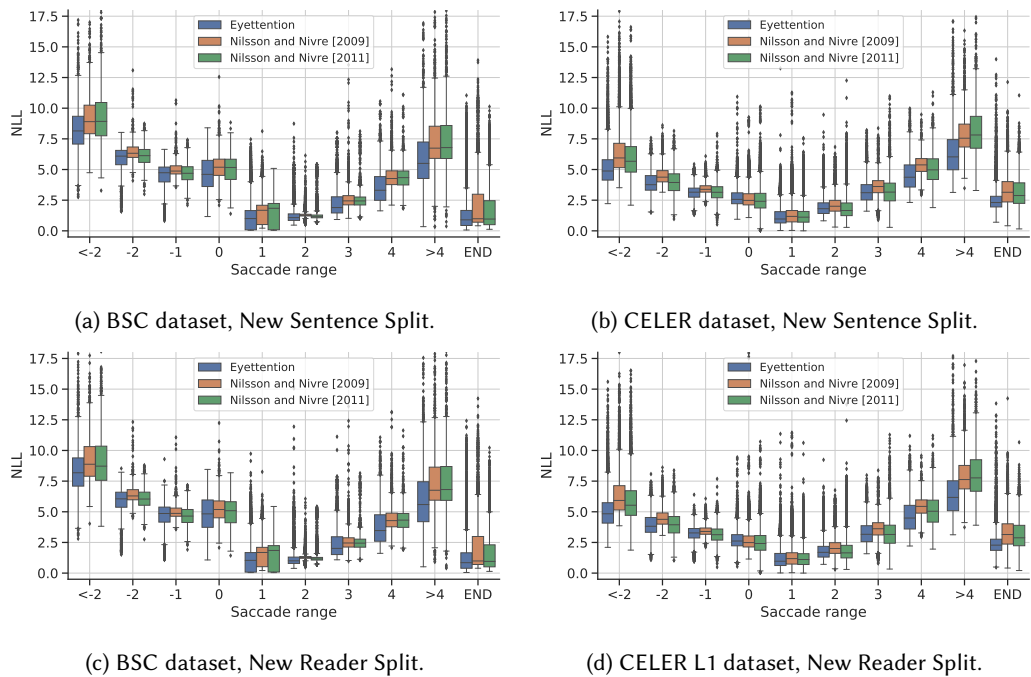 17.5
15.0
12.5
10.0
7.5
5.0
2.5
0.0
NLL
Eyettention
Nilsson and Nivre [2009]
Nilsson and Nivre [2011]
<-2 -2 -1 0 1 2 3 4 >4 END
Saccade range
(a) BSC dataset, New Sentence Split.
17.5
15.0
12.5
10.0
7.5
5.0
2.5
0.0
NLL
Eyettention
Nilsson and Nivre [2009]
Nilsson and Nivre [2011]
<-2 -2 -1 0 1 2 3 4 >4 END
Saccade range
(b) CELER dataset, New Sentence Split.
17.5
15.0
12.5
10.0
7.5
5.0
2.5
0.0
NLL
Eyettention
Nilsson and Nivre [2009]
Nilsson and Nivre [2011]
<-2 -2 -1 0 1 2 3 4 >4 END
Saccade range
(c) BSC dataset, New Reader Split.
17.5
15.0
12.5
10.0
7.5
5.0
2.5
0.0
NLL
Eyettention
Nilsson and Nivre [2009]
Nilsson and Nivre [2011]
<-2 -2 -1 0 1 2 3 4 >4 END
Saccade range
(d) CELER L1 dataset, New Reader Split.